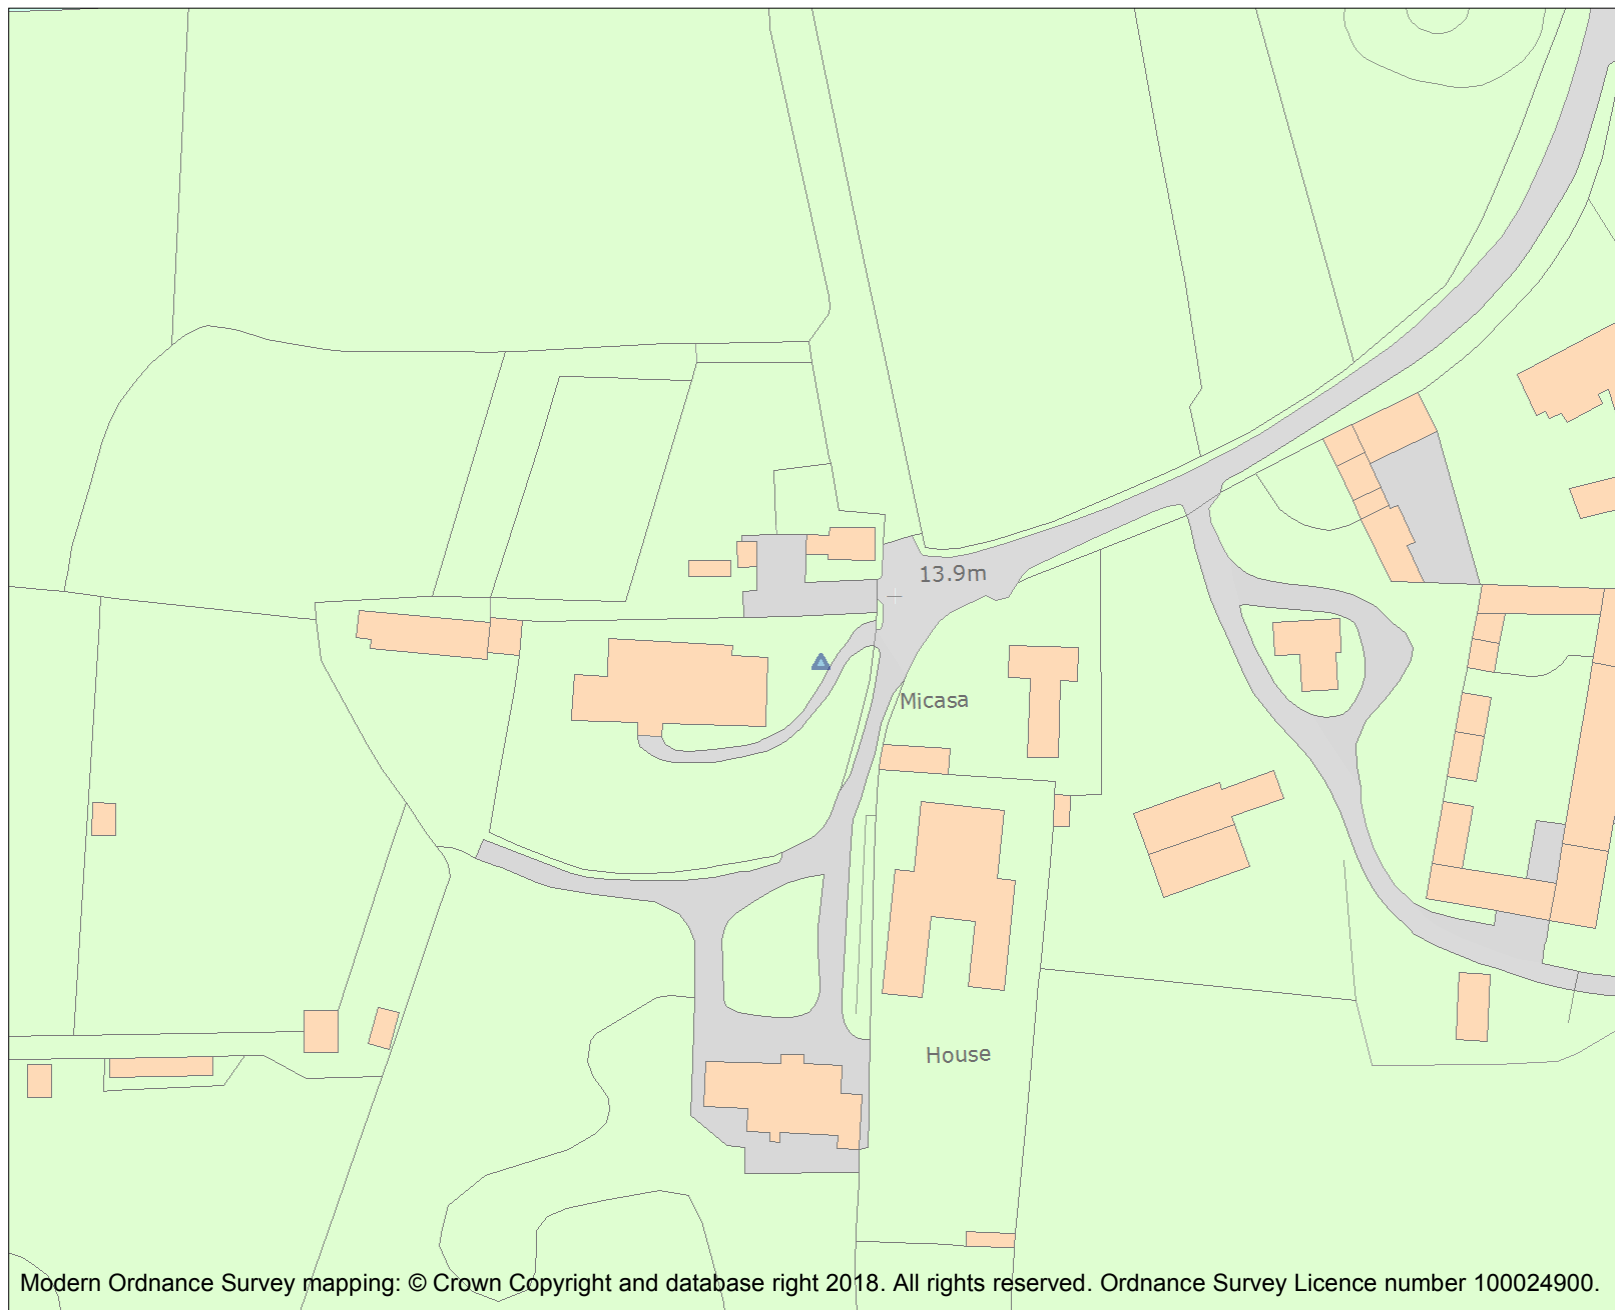 13.9m
Micasa
House
Modern Ordnance Survey mapping: © Crown Copyright and database right 2018. All rights reserved. Ordnance Survey Licence number 100024900.